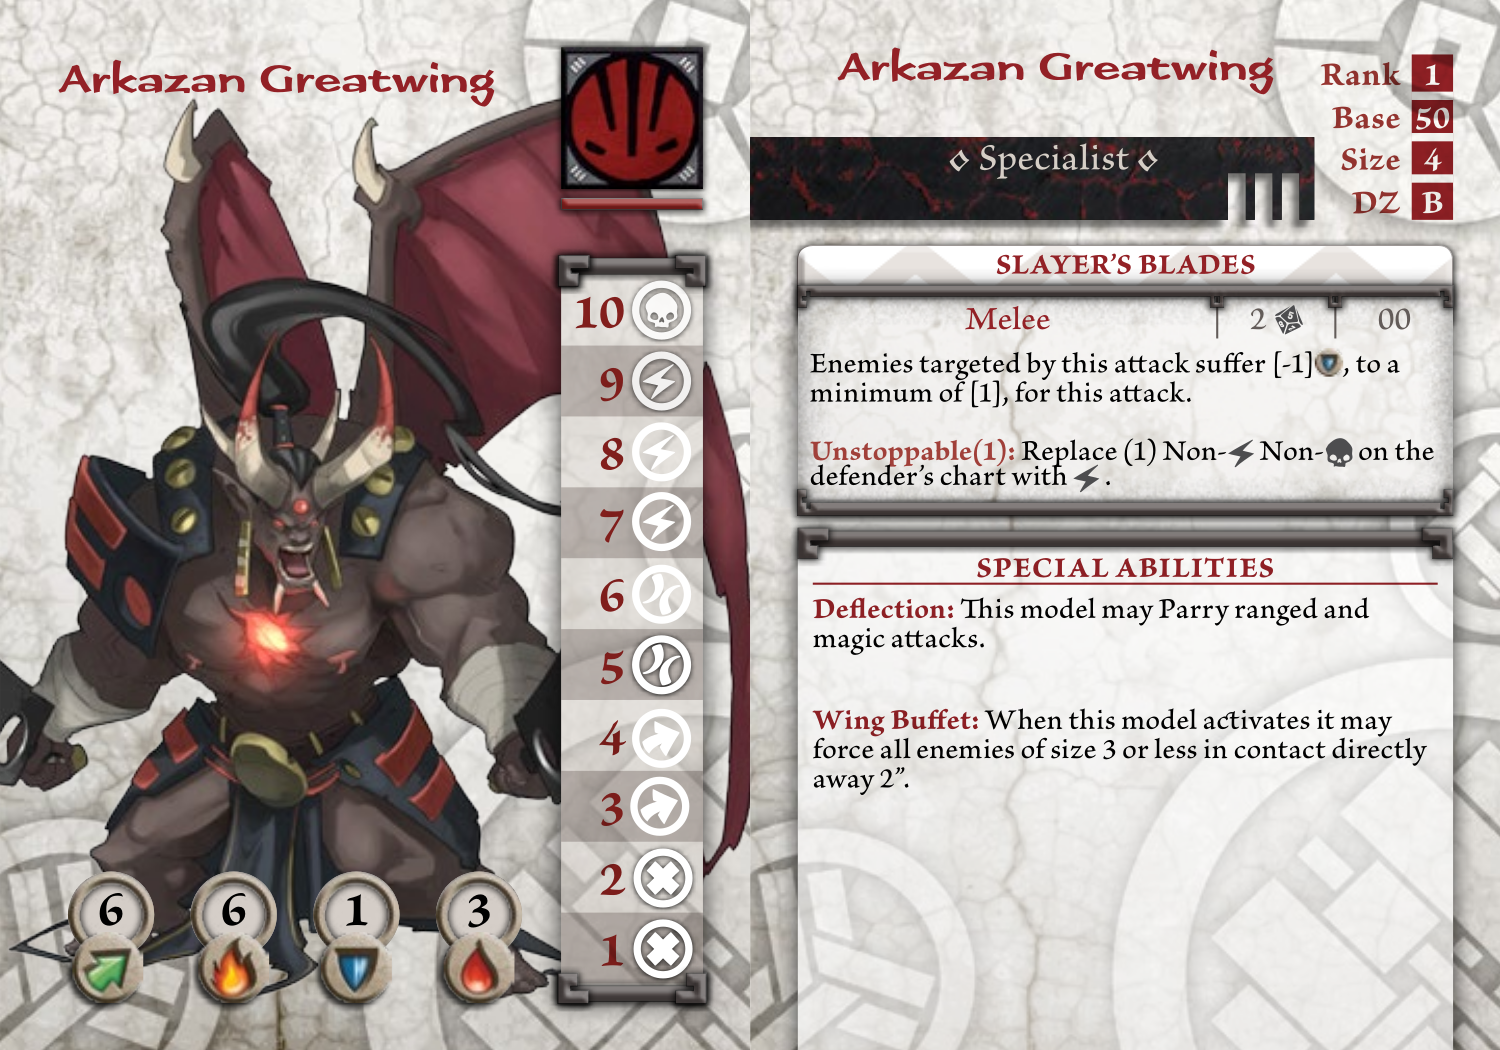 Arkazan Greatwing
10
9
8
7
6
5
4
3
2
1
6 6 1 3
Arkazan Greatwing
Rank 1
Base 50
Size 4
DZ B
Specialist
SLAYER'S BLADES
Melee 2 00
Enemies targeted by this attack suffer [-1] , to a
minimum of [1], for this attack.
Unstoppable(1): Replace (1) Non- Non- on the
defender's chart with .
SPECIAL ABILITIES
Deflection: This model may Parry ranged and
magic attacks.
Wing Buffet: When this model activates it may
force all enemies of size 3 or less in contact directly
away 2”.